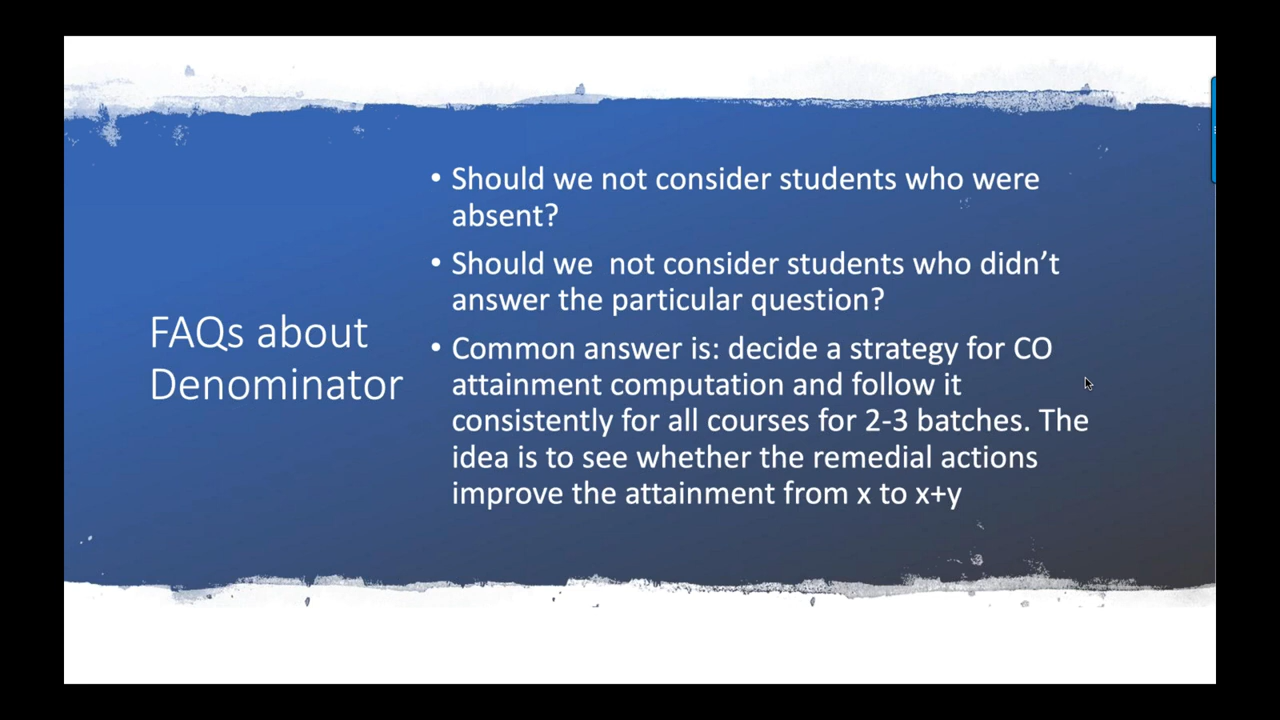 FAQs about
Denominator
• Should we not consider students who were
absent?
• Should we  not consider students who didn’t
answer the particular question?
• Common answer is: decide a strategy for CO
attainment computation and follow it
consistently for all courses for 2-3 batches. The
idea is to see whether the remedial actions
improve the attainment from x to x+y